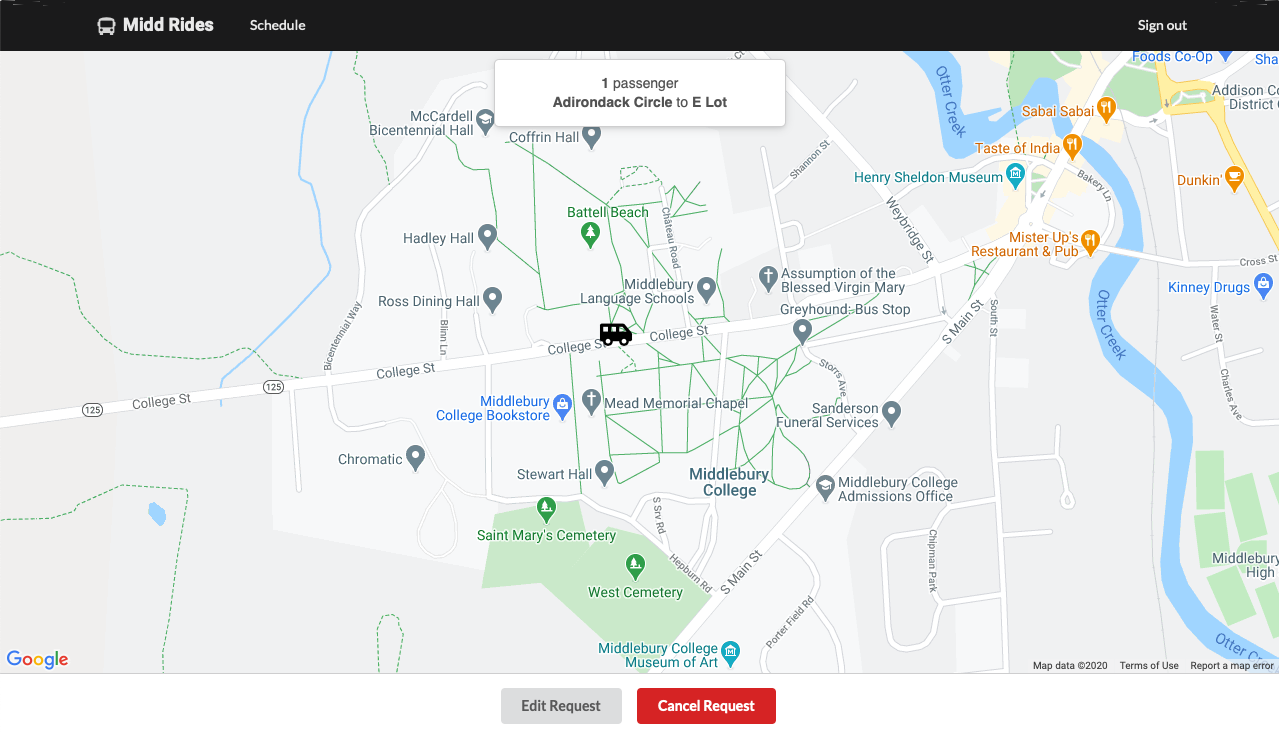 Midd Rides
Schedule
Sign out
1 passenger
Adirondack Circle to E Lot
Foods Co-Op
Sha
Otter Creek
Addison Co
District C
McCardell
Bicentennial Hall
Coffrin Hall
Sabai Sabai
Shannon St
Taste of India
Henry Sheldon Museum
Bakery Ln
Dunkin'
Battell Beach
Château Road
Weybridge St
Hadley Hall
Mister Up's
Restaurant & Pub
Cross St
Assumption of the
Blessed Virgin Mary
Middlebury
Language Schools
Kinney Drugs
Ross Dining Hall
Greyhound: Bus Stop
Bicentennial Way
Blinn Ln
College St
College St
S Main St
South St
Otter Creek
Water St
College St
125
College St
125
Storrs Ave
Charles Ave
Middlebury
College Bookstore
Mead Memorial Chapel
Sanderson
Funeral Services
Chromatic
Stewart Hall
Middlebury
College
Middlebury College
Admissions Office
S Srv Rd
Saint Mary's Cemetery
Hepburn Rd
S Main St
Chipman Park
Middlebury
High
West Cemetery
Porter Field Rd
Middlebury College
Museum of Art
Otter C
Google
Map data ©2020
Terms of Use
Report a map error
Edit Request
Cancel Request